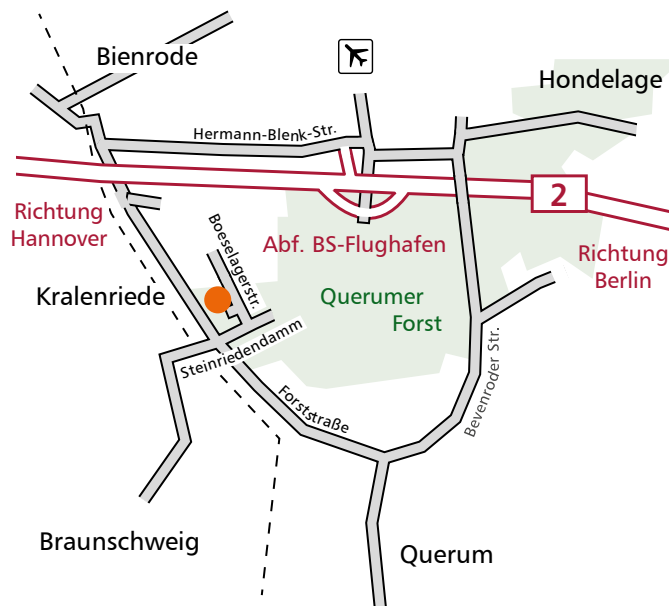 Bienrode
Hondelage
Hermann-Blenk-Str.
2
Richtung
Hannover
Boeselagerstr.
Abf. BS-Flughafen
Richtung
Berlin
Kralenriede
Querumer
Forst
Steinriedendamm
Bevenroder Str.
Forststraße
Braunschweig
Querum